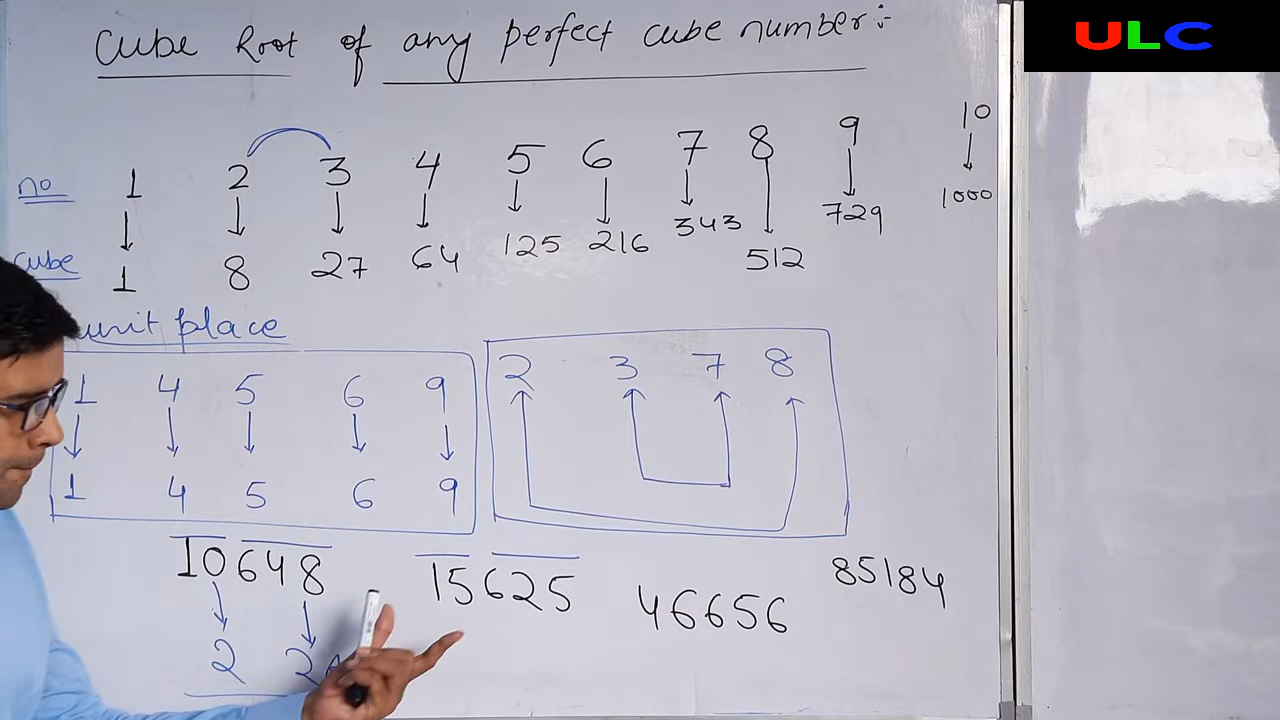 Cube Root of any perfect cube number:-
ULC
no 1 2 3 4 5 6 7 8 9 10
cube 1 8 27 64 125 216 343 512 729 1000
unit place
1 4 5 6 9 2 3 7 8
1 4 5 6 9
10648 15625 46656 85184
2 2